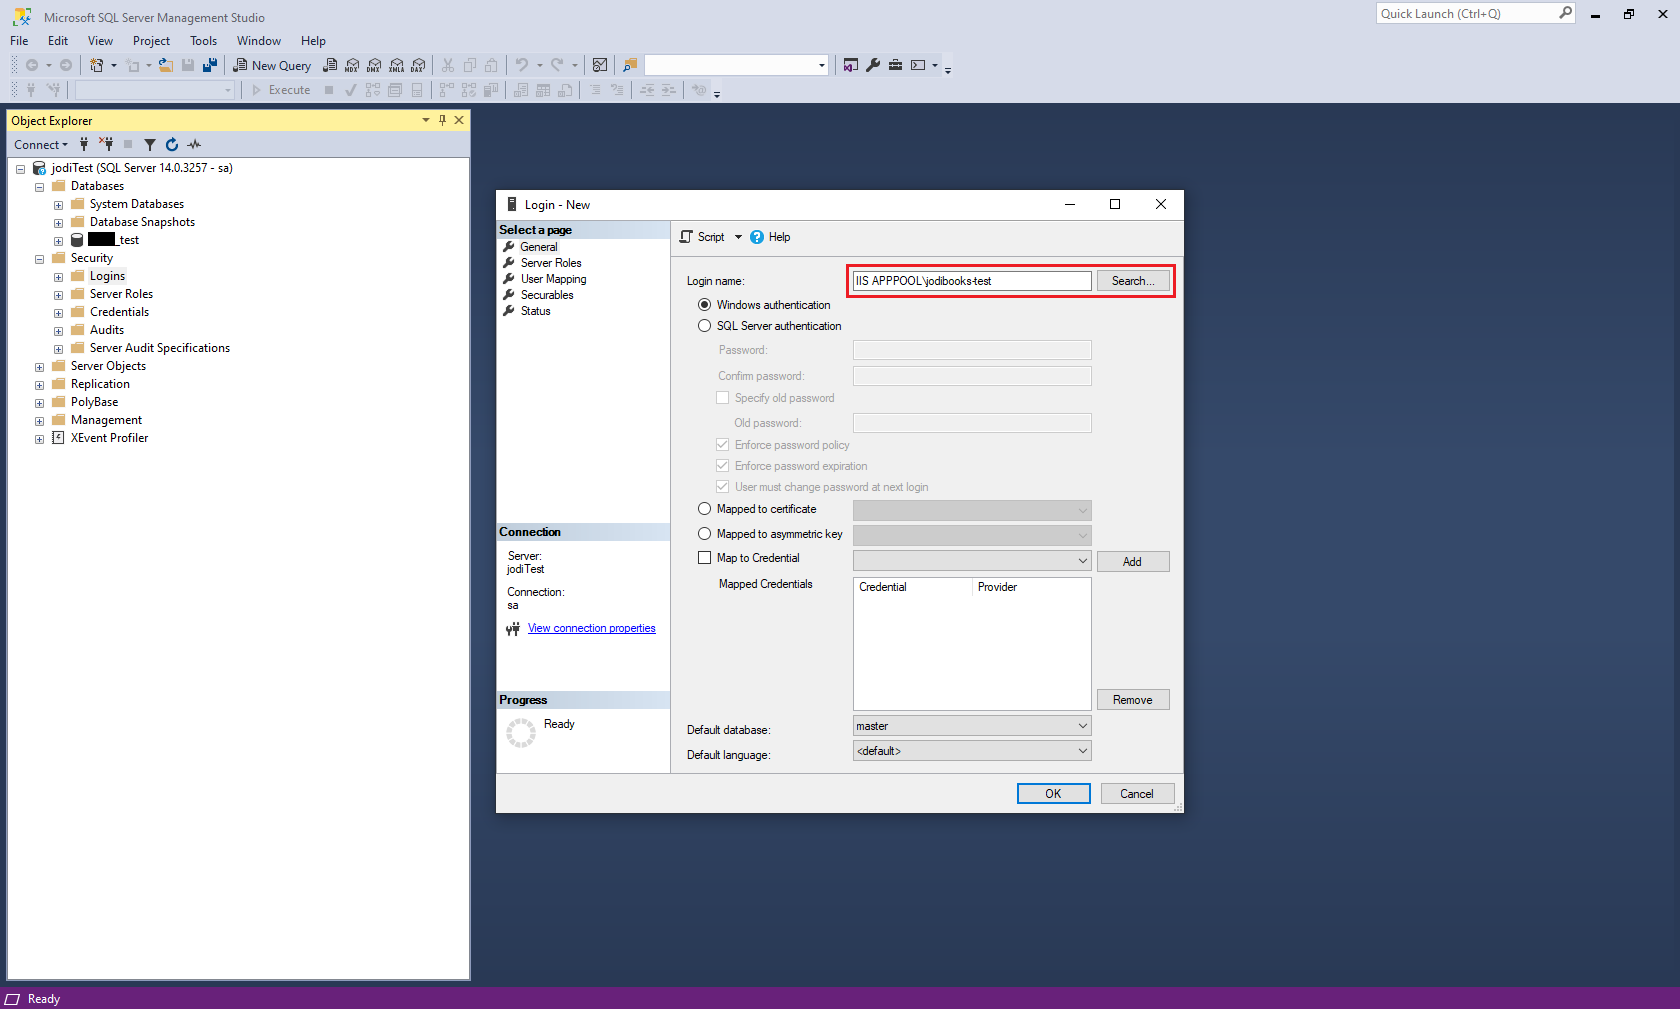 Microsoft SQL Server Management Studio
Quick Launch (Ctrl+Q)
File Edit View Project Tools Window Help
New Query MDX DMX XMLA DAX
Execute
Object Explorer
Connect
jodiTest (SQL Server 14.0.3257 - sa)
Databases
System Databases
Database Snapshots
_test
Security
Logins
Server Roles
Credentials
Audits
Server Audit Specifications
Server Objects
Replication
PolyBase
Management
XEvent Profiler
Login - New
Select a page
General
Server Roles
User Mapping
Securables
Status
Connection
Server:
jodiTest
Connection:
sa
View connection properties
Progress
Ready
Script Help
Login name: IIS APPPOOL\jodibooks-test Search...
Windows authentication
SQL Server authentication
Password:
Confirm password:
Specify old password
Old password:
Enforce password policy
Enforce password expiration
User must change password at next login
Mapped to certificate
Mapped to asymmetric key
Map to Credential Add
Mapped Credentials Credential Provider
Remove
Default database: master
Default language: <default>
OK Cancel
Ready